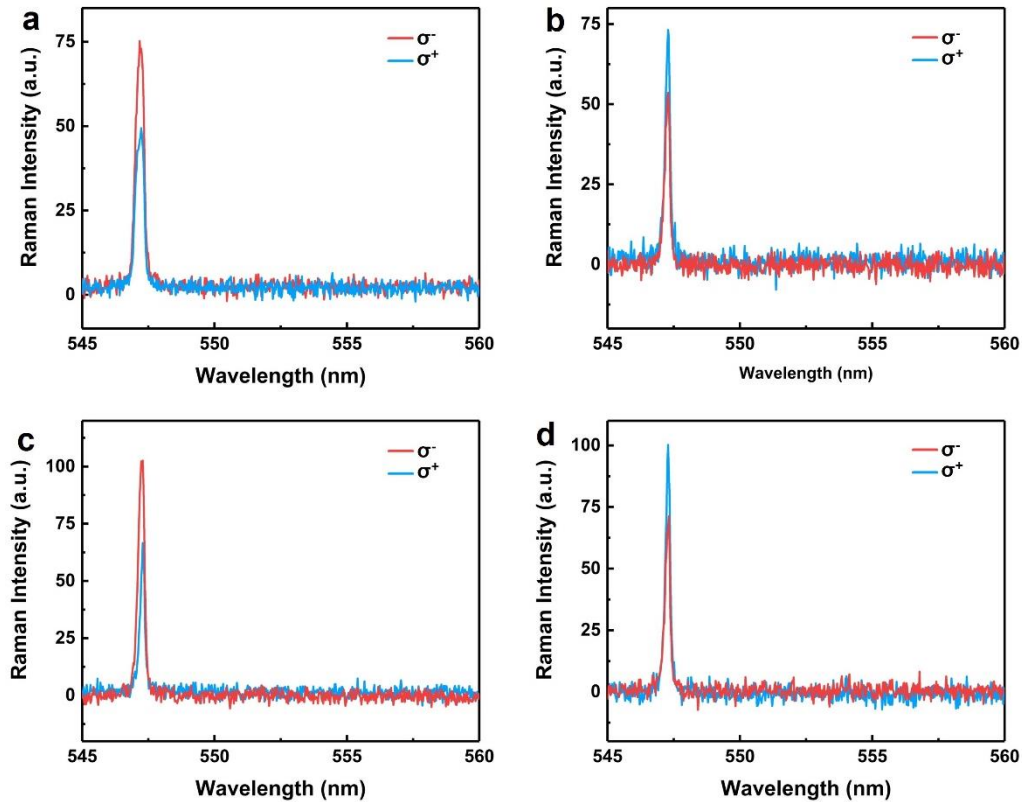 a
σ⁻
σ⁺
Raman Intensity (a.u.)
75
50
25
0
545 550 555 560
Wavelength (nm)
b
σ⁻
σ⁺
Raman Intensity (a.u.)
75
50
25
0
545 550 555 560
Wavelength (nm)
c
σ⁻
σ⁺
Raman Intensity (a.u.)
100
75
50
25
0
545 550 555 560
Wavelength (nm)
d
σ⁻
σ⁺
Raman Intensity (a.u.)
100
75
50
25
0
545 550 555 560
Wavelength (nm)